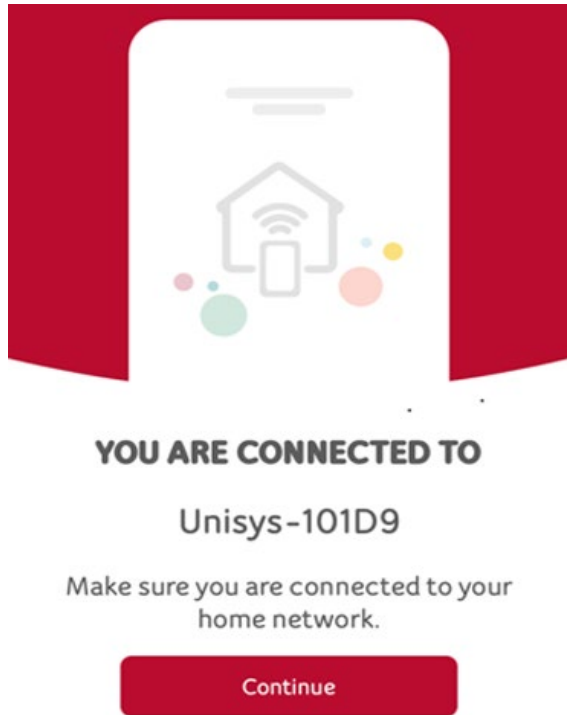 YOU ARE CONNECTED TO
Unisys-101D9
Make sure you are connected to your
home network.
Continue